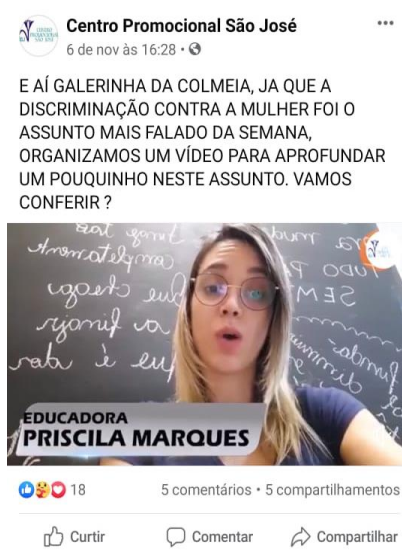 Centro Promocional São José
6 de nov às 16:28
E AÍ GALERINHA DA COLMEIA, JA QUE A
DISCRIMINAÇÃO CONTRA A MULHER FOI O
ASSUNTO MAIS FALADO DA SEMANA,
ORGANIZAMOS UM VÍDEO PARA APROFUNDAR
UM POUQUINHO NESTE ASSUNTO. VAMOS
CONFERIR ?
EDUCADORA
PRISCILA MARQUES
18
5 comentários • 5 compartilhamentos
Curtir
Comentar
Compartilhar